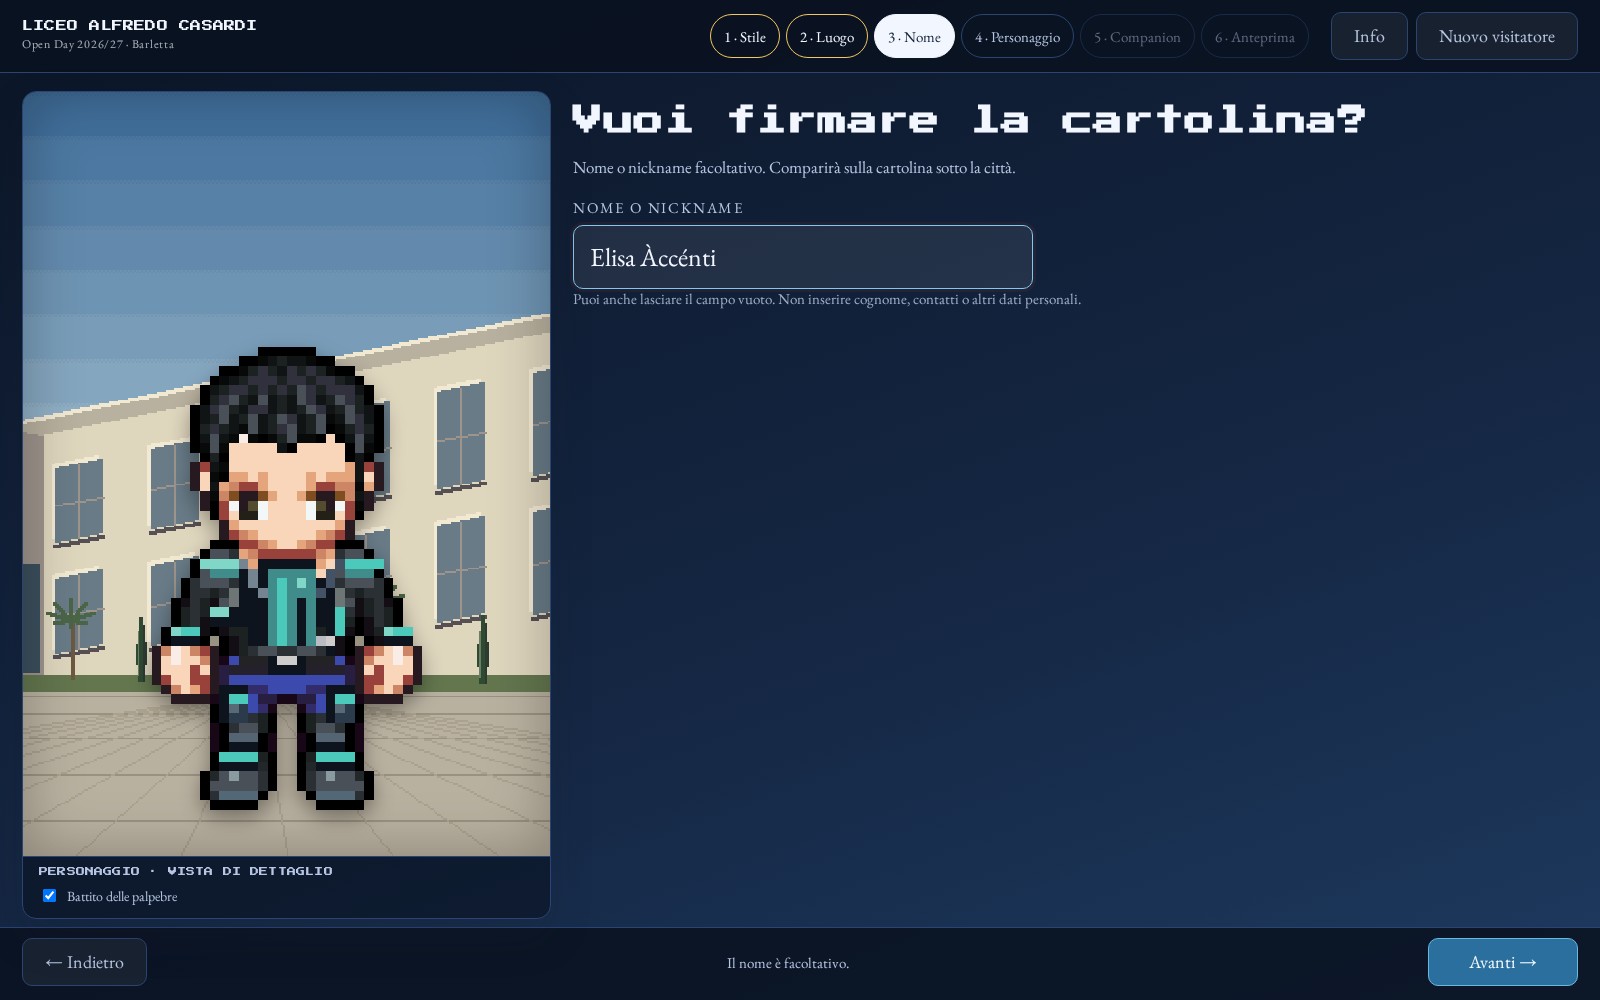 LICEO ALFREDO CASARDI
Open Day 2026/27 · Barletta
1 · Stile
2 · Luogo
3 · Nome
4 · Personaggio
5 · Companion
6 · Anteprima
Info
Nuovo visitatore
Vuoi firmare la cartolina?
Nome o nickname facoltativo. Comparirà sulla cartolina sotto la città.
NOME O NICKNAME
Elisa Àccénti
Puoi anche lasciare il campo vuoto. Non inserire cognome, contatti o altri dati personali.
PERSONAGGIO · VISTA DI DETTAGLIO
Battito delle palpebre
← Indietro
Il nome è facoltativo.
Avanti →